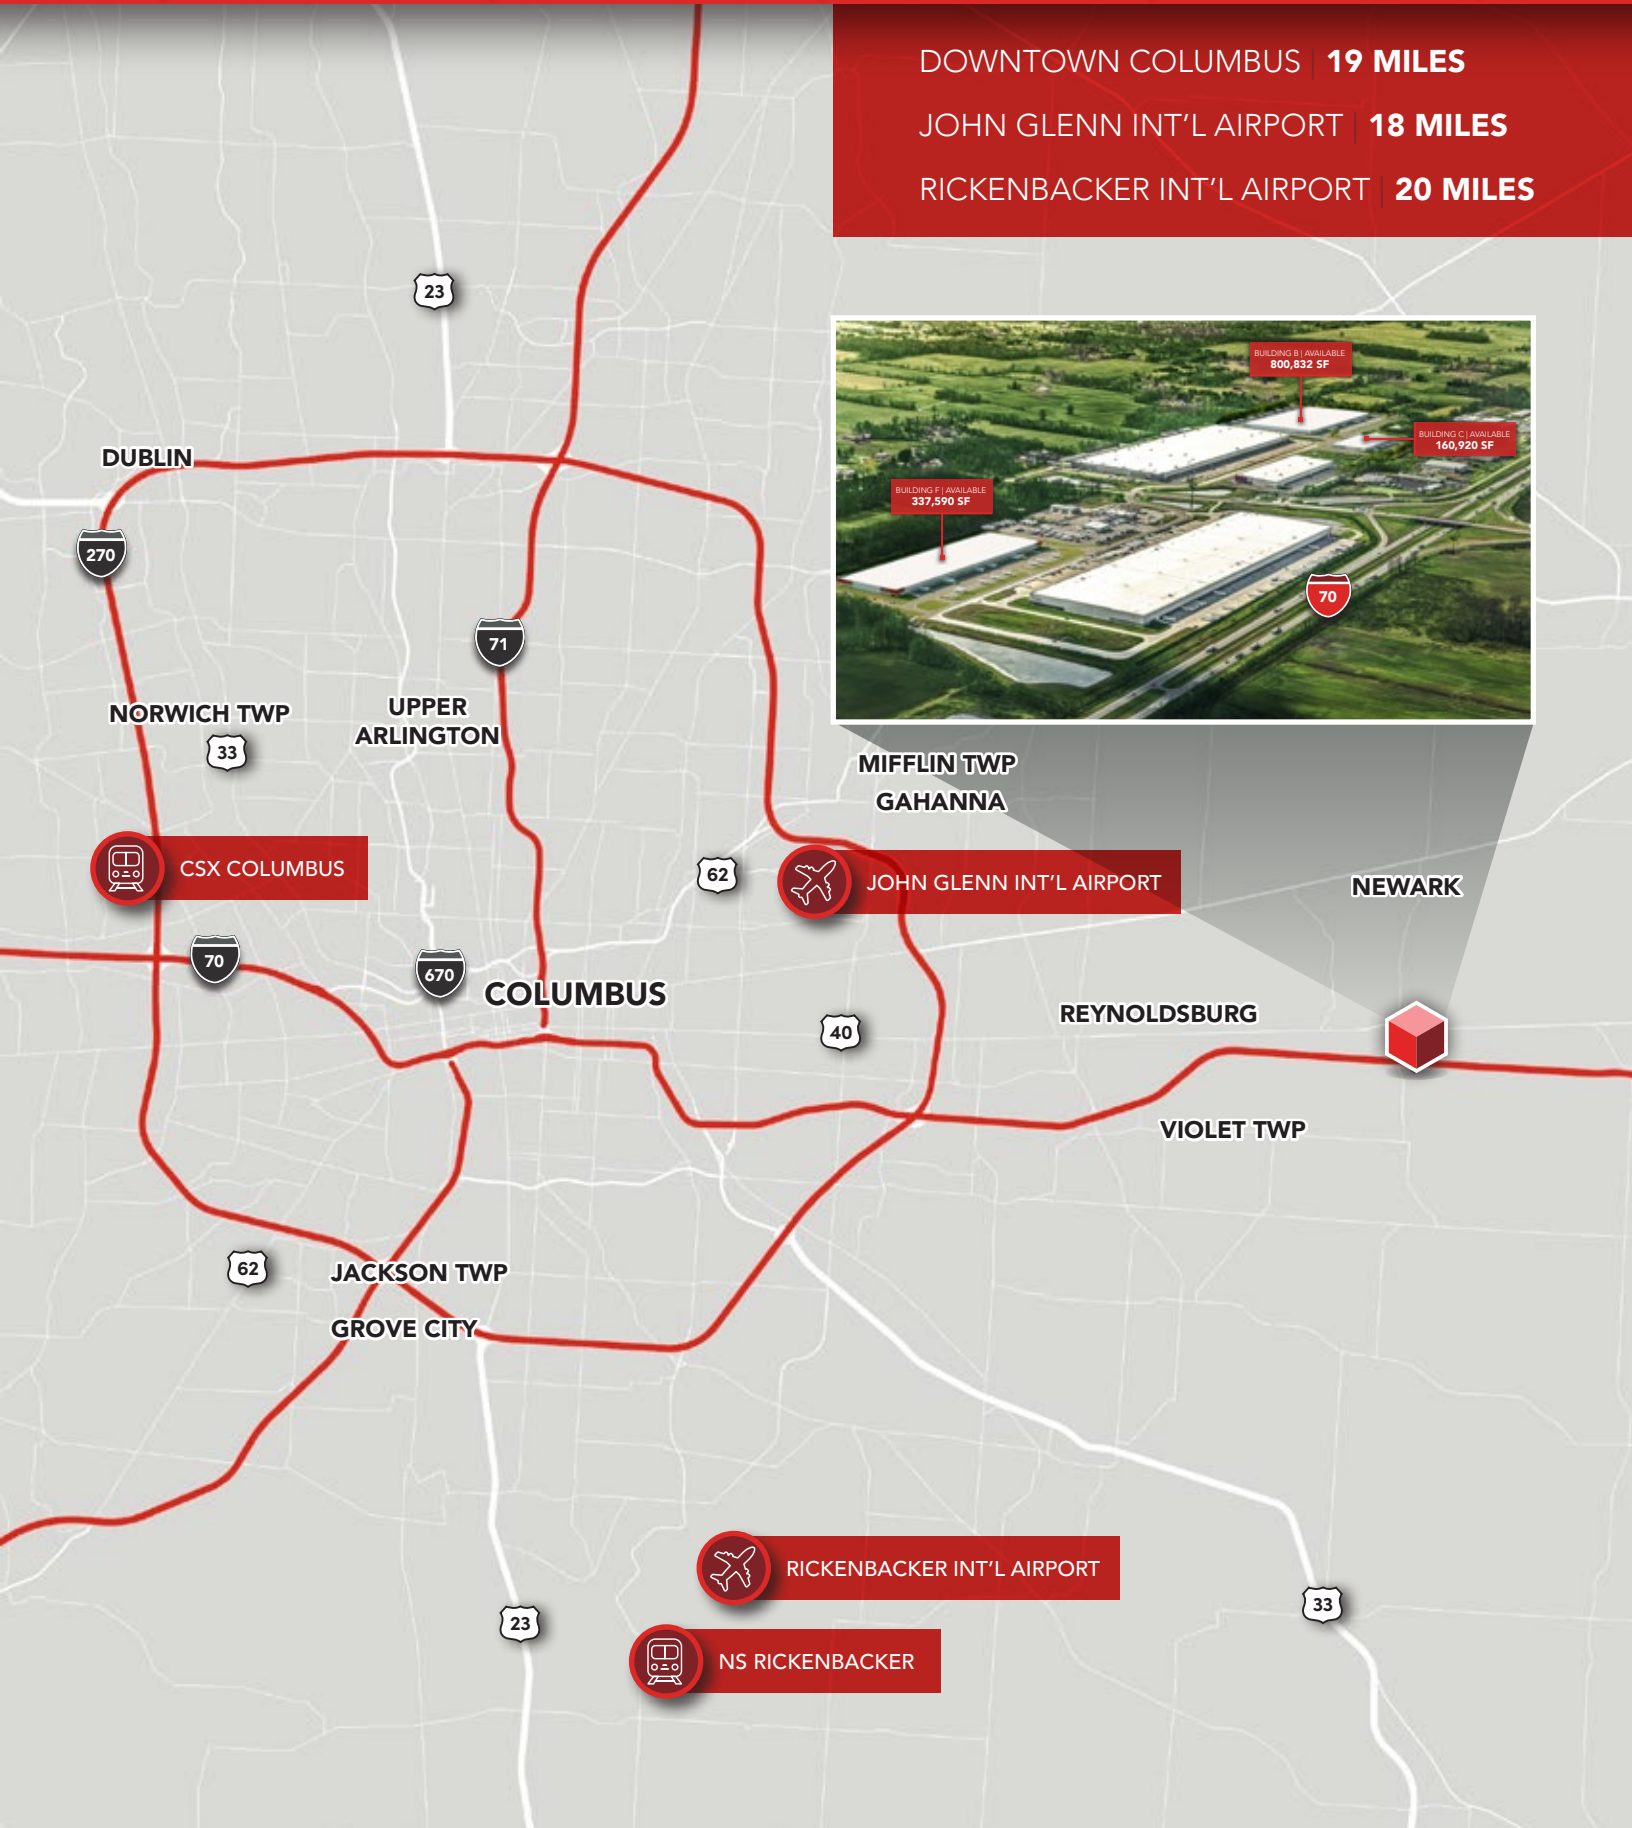 DOWNTOWN COLUMBUS | 19 MILES
JOHN GLENN INT'L AIRPORT | 18 MILES
RICKENBACKER INT'L AIRPORT | 20 MILES
23
BUILDING B | AVAILABLE
800,832 SF
BUILDING C | AVAILABLE
160,920 SF
BUILDING F | AVAILABLE
337,590 SF
70
DUBLIN
270
71
NORWICH TWP
33
UPPER
ARLINGTON
MIFFLIN TWP
GAHANNA
CSX COLUMBUS
62
JOHN GLENN INT'L AIRPORT
NEWARK
70
670
COLUMBUS
40
REYNOLDSBURG
VIOLET TWP
62
JACKSON TWP
GROVE CITY
RICKENBACKER INT'L AIRPORT
23
33
NS RICKENBACKER